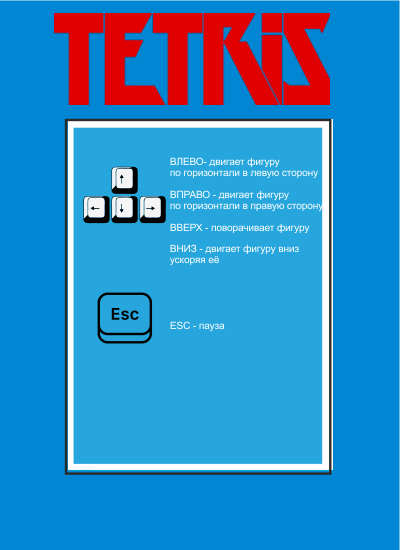 TETRIS
ВЛЕВО- двигает фигуру
по горизонтали в левую сторону
ВПРАВО - двигает фигуру
по горизонтали в правую сторону
ВВЕРХ - поворачивает фигуру
ВНИЗ - двигает фигуру вниз
ускоряя её
Esc
ESC - пауза